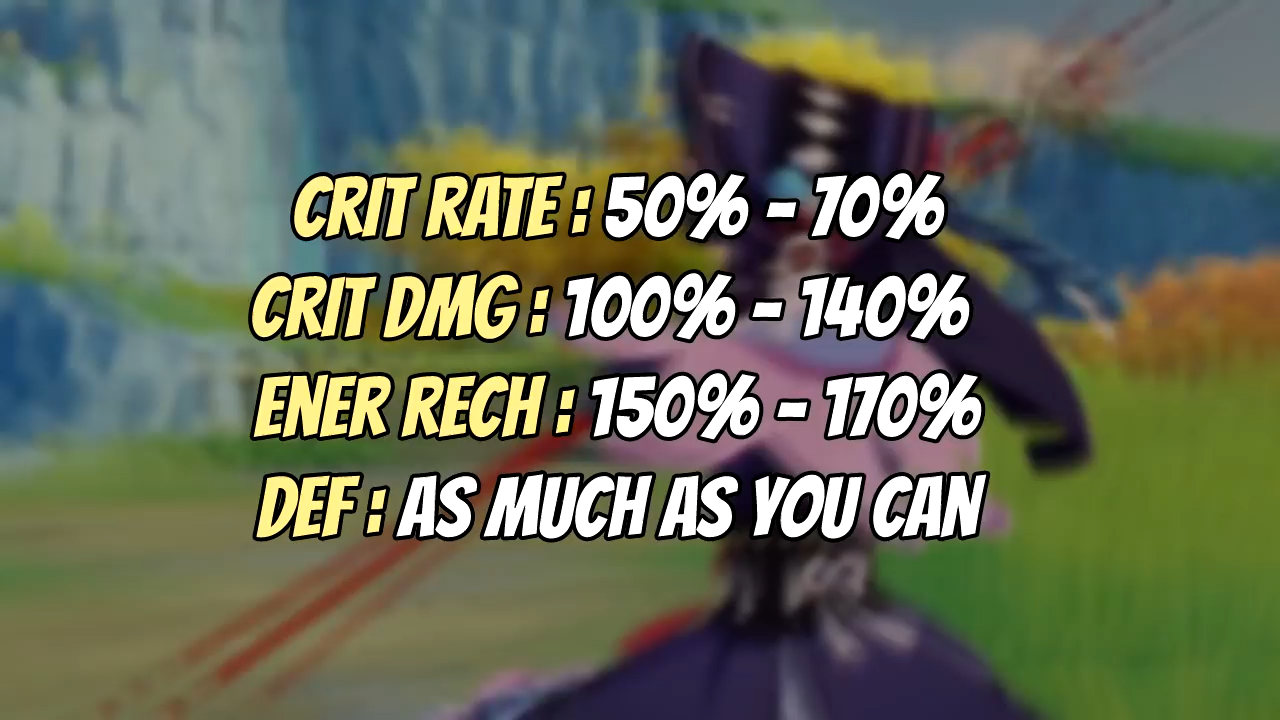 CRIT RATE : 50% - 70%
CRIT DMG : 100% - 140%
ENER RECH : 150% - 170%
DEF : AS MUCH AS YOU CAN